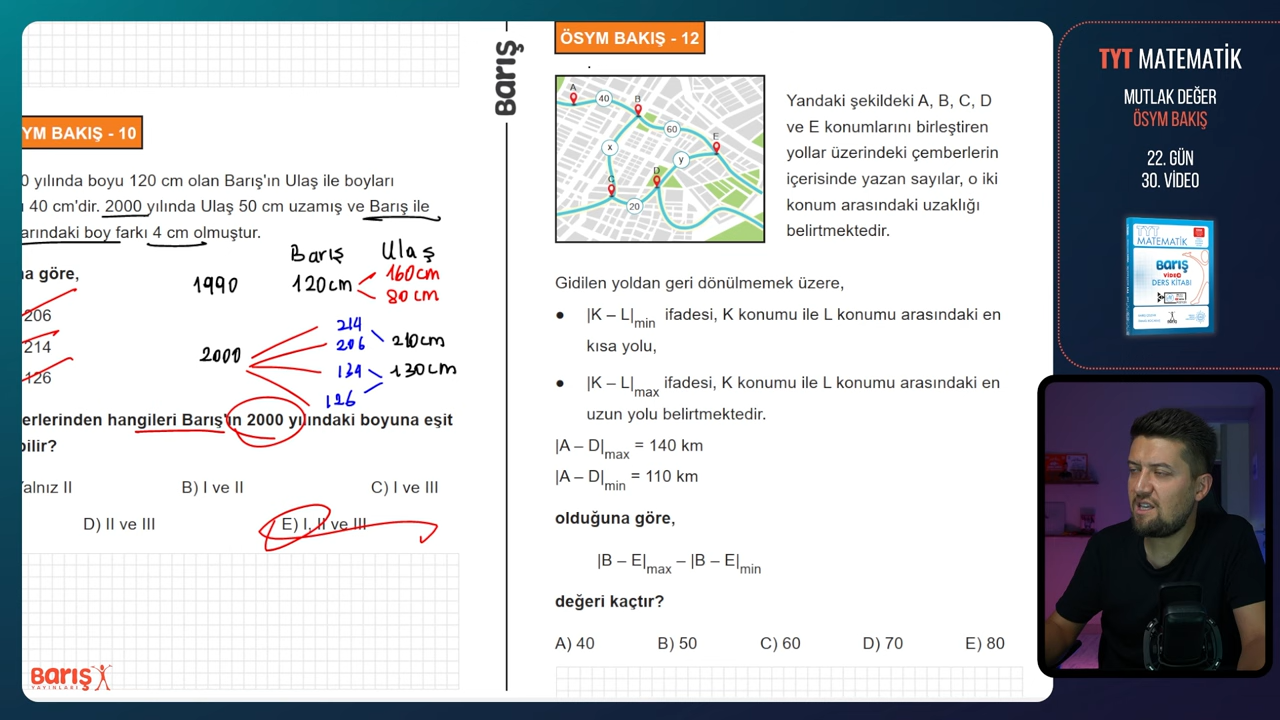 YM BAKIŞ - 10
0 yılında boyu 120 cm olan Barış'ın Ulaş ile boyları
40 cm'dir. 2000 yılında Ulaş 50 cm uzamış ve Barış ile
arındaki boy farkı 4 cm olmuştur.
na göre,
206
214
126
Barış Ulaş
1990 120cm 160cm
80cm
2000
214
206 210cm
134 130cm
126
erlerinden hangileri Barış'ın 2000 yılındaki boyuna eşit
bilir?
Yalnız II B) I ve II C) I ve III
D) II ve III E) I, II ve III
Barış
YAYINLARI
Barış
ÖSYM BAKIŞ - 12
A 40 B 60 E x y C D 20
Yandaki şekildeki A, B, C, D
ve E konumlarını birleştiren
yollar üzerindeki çemberlerin
içerisinde yazan sayılar, o iki
konum arasındaki uzaklığı
belirtmektedir.
Gidilen yoldan geri dönülmemek üzere,
● |K – L|min ifadesi, K konumu ile L konumu arasındaki en
kısa yolu,
● |K – L|max ifadesi, K konumu ile L konumu arasındaki en
uzun yolu belirtmektedir.
|A – D|max = 140 km
|A – D|min = 110 km
olduğuna göre,
|B – E|max – |B – E|min
değeri kaçtır?
A) 40 B) 50 C) 60 D) 70 E) 80
TYT MATEMATİK
MUTLAK DEĞER
ÖSYM BAKIŞ
22. GÜN
30. VİDEO
TYT
MATEMATİK
Barış
VİDEO
DERS KİTABI